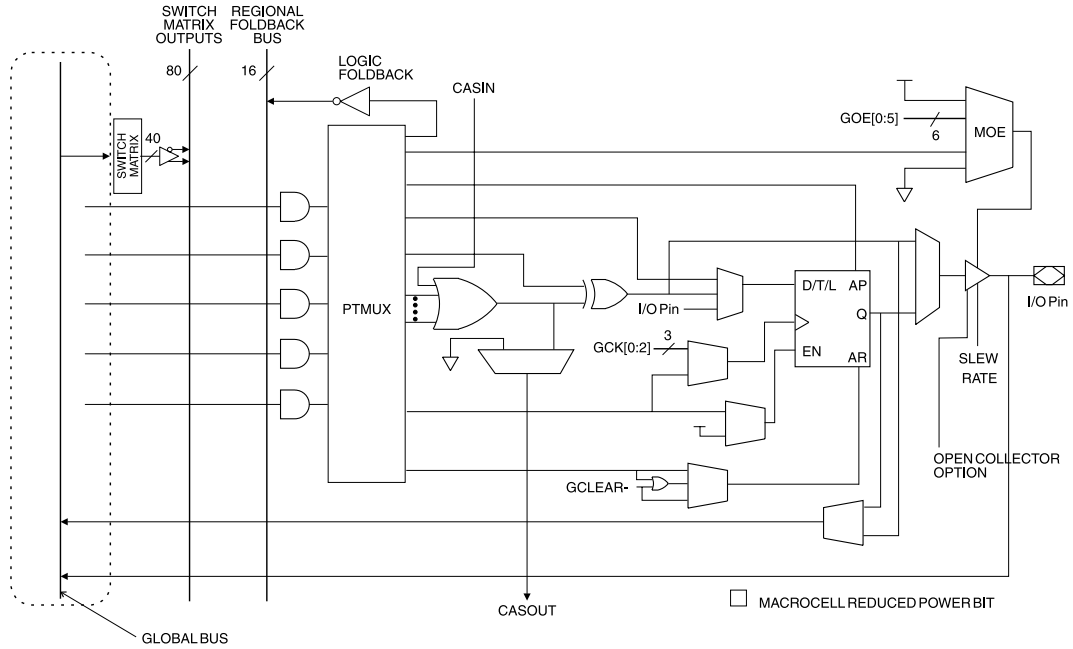 SWITCH
MATRIX
OUTPUTS
REGIONAL
FOLDBACK
BUS
80
16
LOGIC
FOLDBACK
CASIN
SWITCH
MATRIX
40
GOE[0:5]
6
MOE
PTMUX
I/O Pin
D/T/L
AP
Q
EN
AR
GCK[0:2]
3
I/O Pin
SLEW
RATE
OPEN COLLECTOR
OPTION
GCLEAR-
CASOUT
MACROCELL REDUCED POWER BIT
GLOBAL BUS